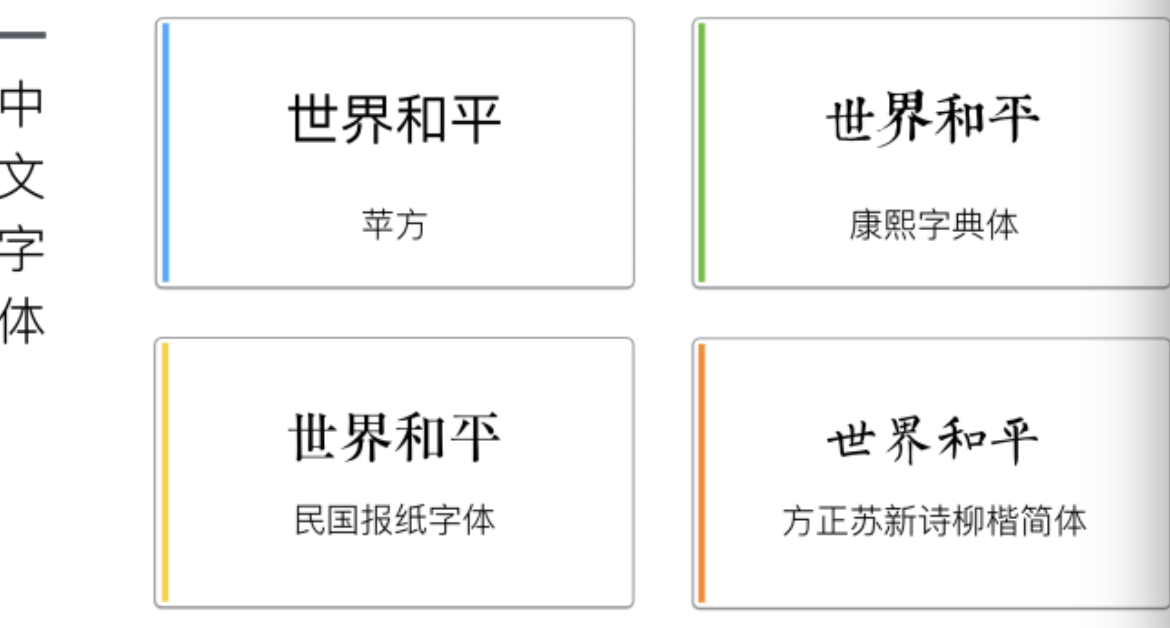 中文字体
世界和平
苹方
世界和平
康熙字典体
世界和平
民国报纸字体
世界和平
方正苏新诗柳楷简体